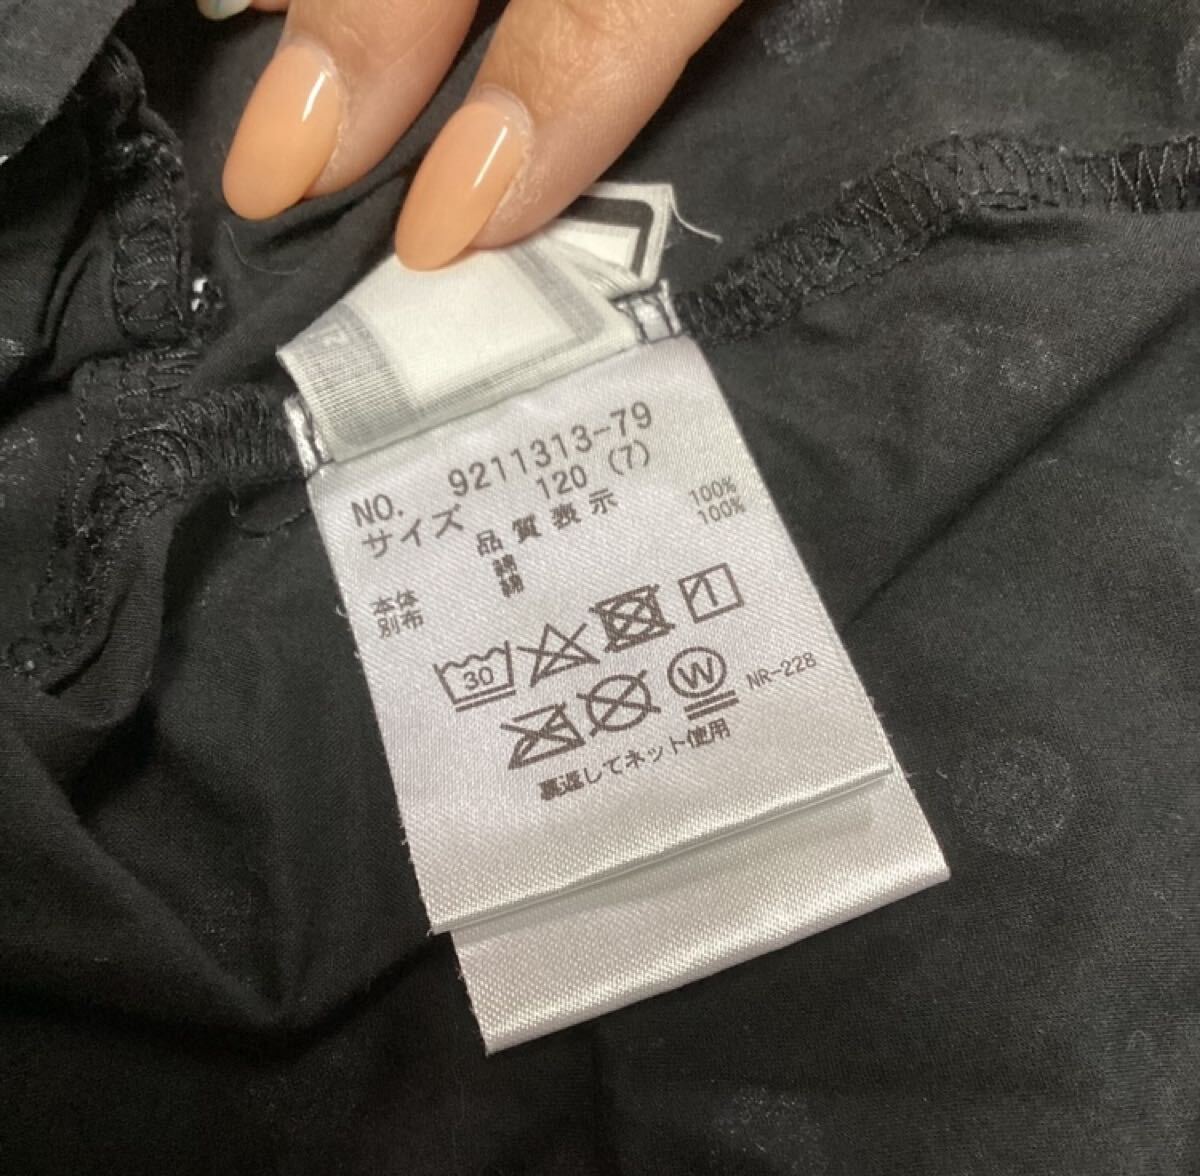 NO. 9211313-79
サイズ 120 (7)
品質表示
本体 綿 100%
別布 綿 100%
30
W
NR-228
裏返してネット使用